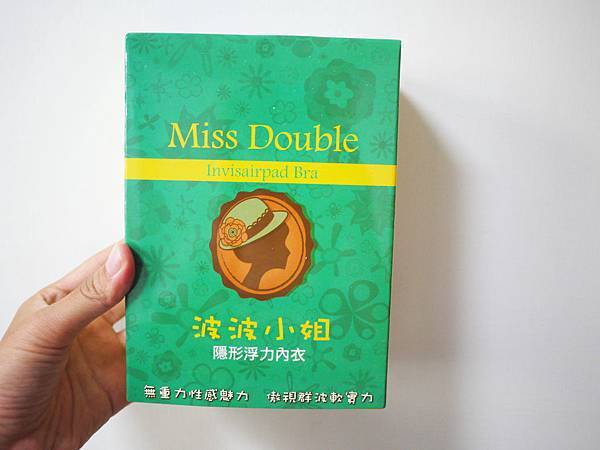 Miss Double
Invisairpad Bra
波波小姐
隱形浮力內衣
無重力性感魅力 傲視群波軟實力